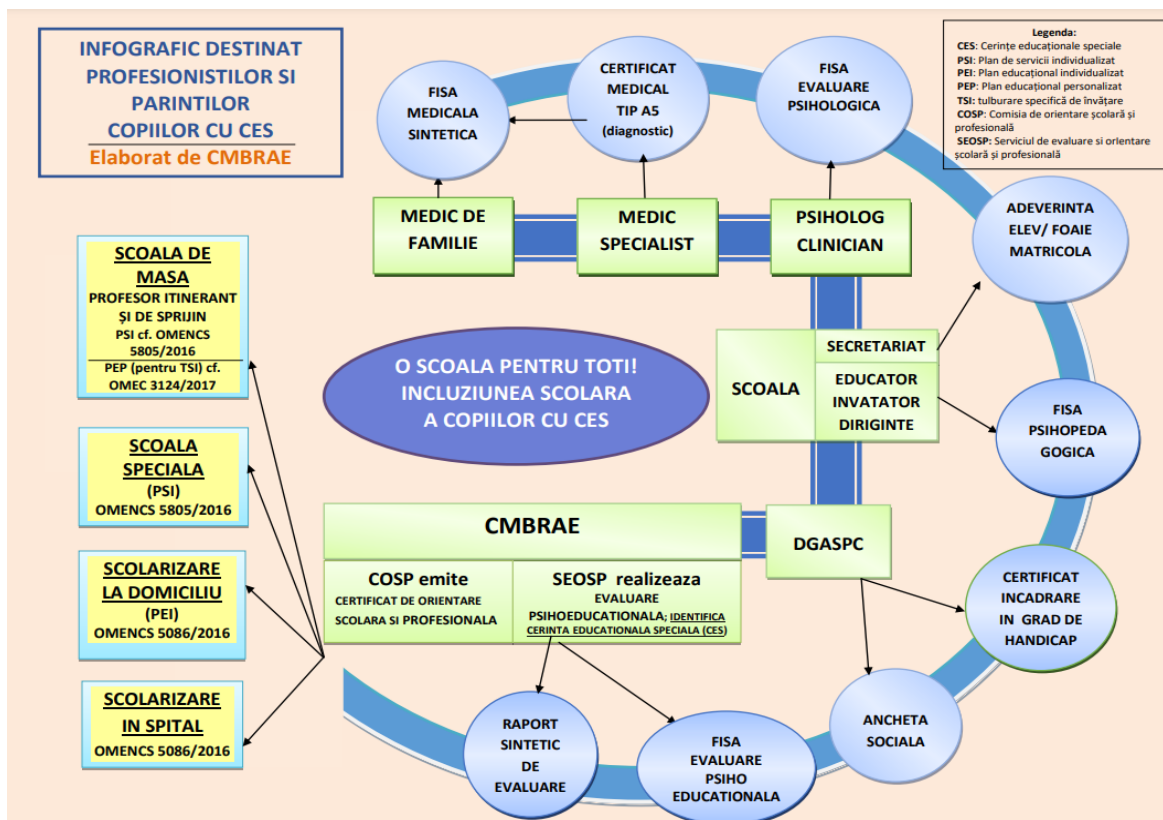 INFOGRAFIC DESTINAT
PROFESIONISTILOR SI
PARINTILOR
COPIILOR CU CES
Elaborat de CMBRAE
Legenda:
CES: Cerințe educaționale speciale
PSI: Plan de servicii individualizat
PEI: Plan educațional individualizat
PEP: Plan educațional personalizat
TSI: tulburare specifică de învățare
COSP: Comisia de orientare școlară și
profesională
SEOSP: Serviciul de evaluare si orientare
școlară și profesională
FISA
MEDICALA
SINTETICA
CERTIFICAT
MEDICAL
TIP A5
(diagnostic)
FISA
EVALUARE
PSIHOLOGICA
MEDIC DE
FAMILIE
MEDIC
SPECIALIST
PSIHOLOG
CLINICIAN
ADEVERINTA
ELEV/ FOAIE
MATRICOLA
SCOALA DE
MASA
PROFESOR ITINERANT
ȘI DE SPRIJIN
PSI cf. OMENCS
5805/2016
PEP (pentru TSI) cf.
OMEC 3124/2017
O SCOALA PENTRU TOTI!
INCLUZIUNEA SCOLARA
A COPIILOR CU CES
SCOALA
SECRETARIAT
EDUCATOR
INVATATOR
DIRIGINTE
FISA
PSIHOPEDA
GOGICA
SCOALA
SPECIALA
(PSI)
OMENCS 5805/2016
CMBRAE
COSP emite
CERTIFICAT DE ORIENTARE
SCOLARA SI PROFESIONALA
SEOSP realizeaza
EVALUARE
PSIHOEDUCATIONALA; IDENTIFICA
CERINTA EDUCATIONALA SPECIALA (CES)
DGASPC
CERTIFICAT
INCADRARE
IN GRAD DE
HANDICAP
SCOLARIZARE
LA DOMICILIU
(PEI)
OMENCS 5086/2016
SCOLARIZARE
IN SPITAL
OMENCS 5086/2016
RAPORT
SINTETIC
DE
EVALUARE
FISA
EVALUARE
PSIHO
EDUCATIONALA
ANCHETA
SOCIALA